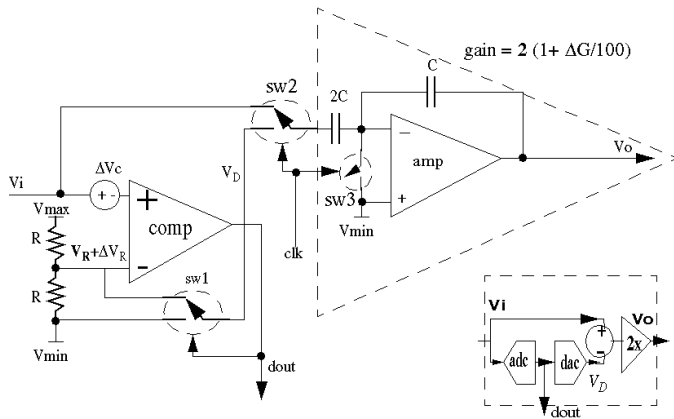 gain = 2 (1+ ΔG/100)
C
sw2
2C
−
amp
Vo
+
VD
Vi
ΔVc
+ -
+
sw3
Vmax
comp
Vmin
R
VR+ΔVR
−
clk
sw1
R
Vmin
dout
Vi
Vo
+
adc
dac
−
2x
VD
dout